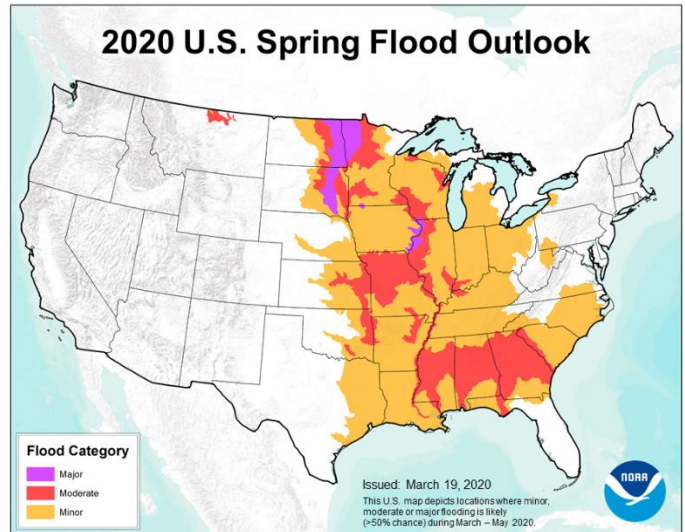 2020 U.S. Spring Flood Outlook
Flood Category
Major
Moderate
Minor
Issued: March 19, 2020
This U.S. map depicts locations where minor,
moderate or major flooding is likely
(>50% chance) during March – May 2020.
NOAA